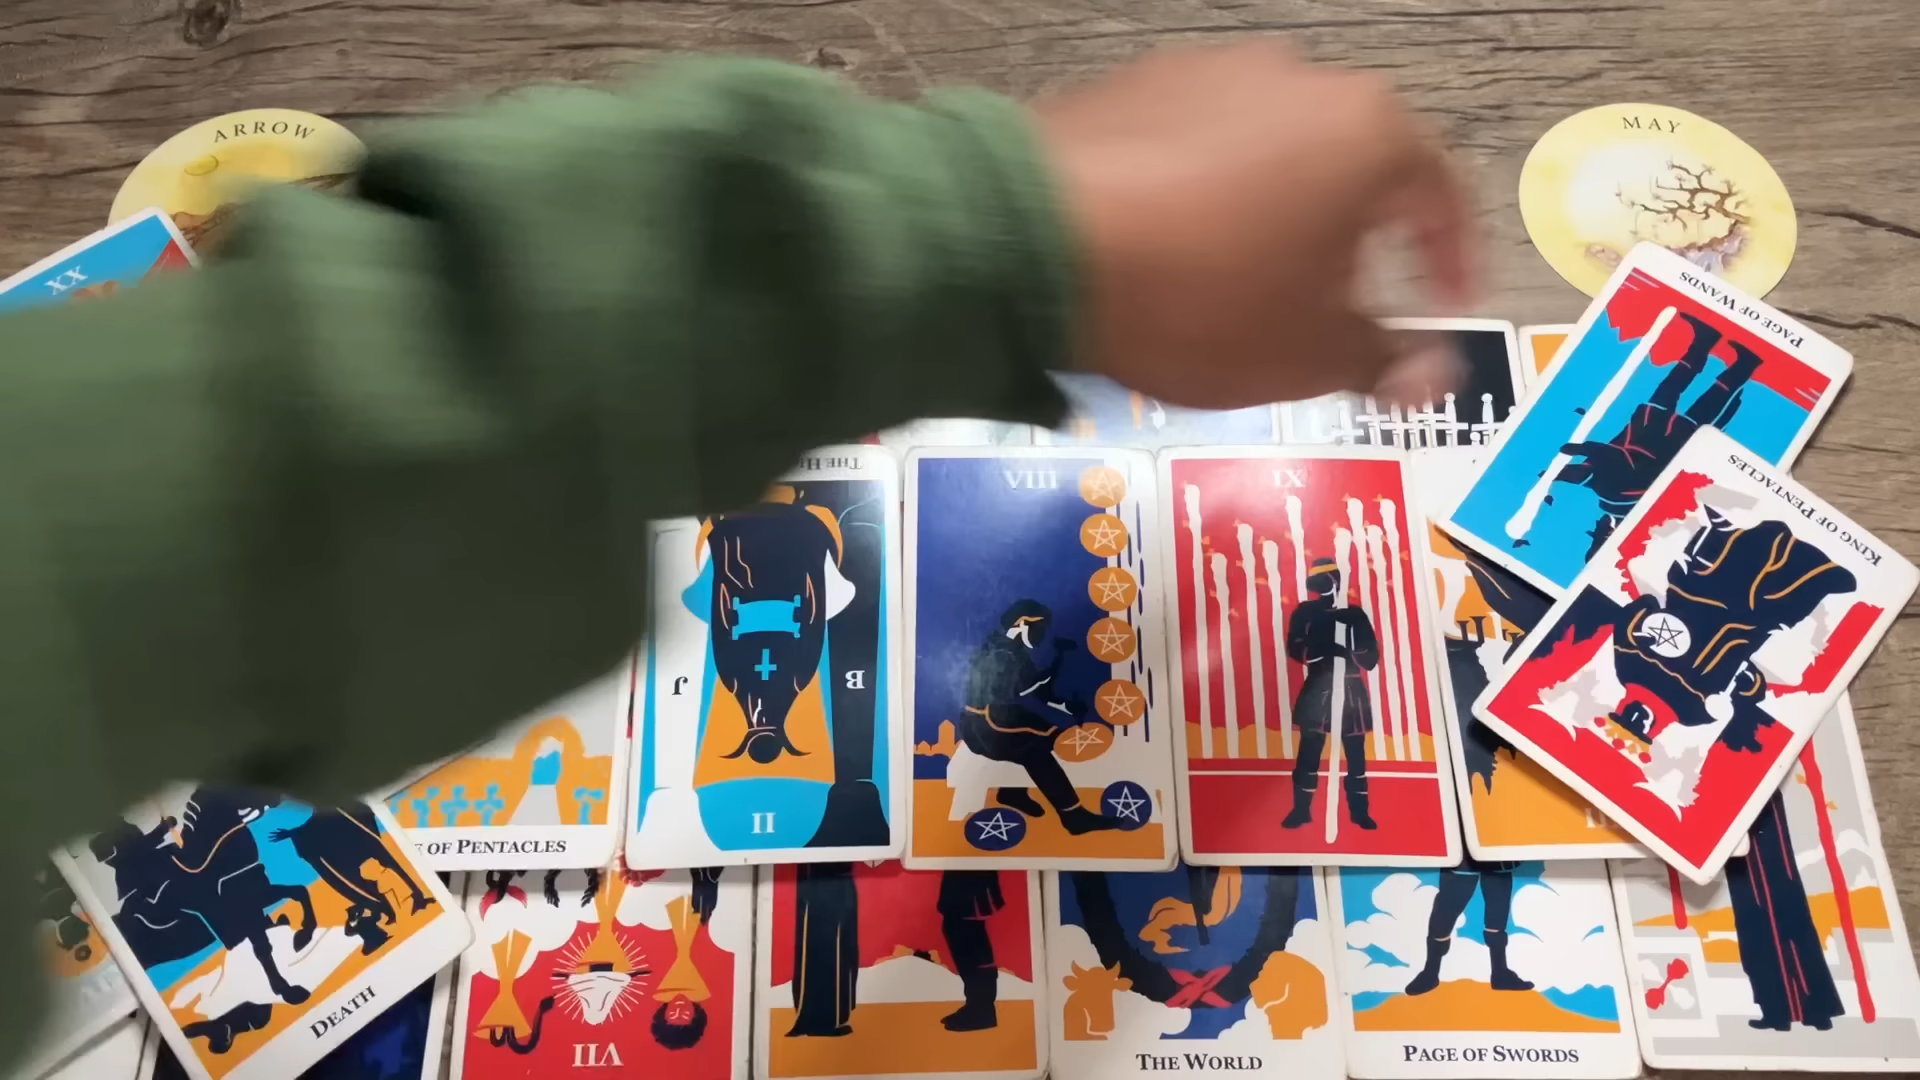 ARROW
MAY
XX
PAGE OF WANDS
KING OF PENTACLES
THE
VIII
IX
J
B
II
OF PENTACLES
DEATH
VII
THE WORLD
PAGE OF SWORDS